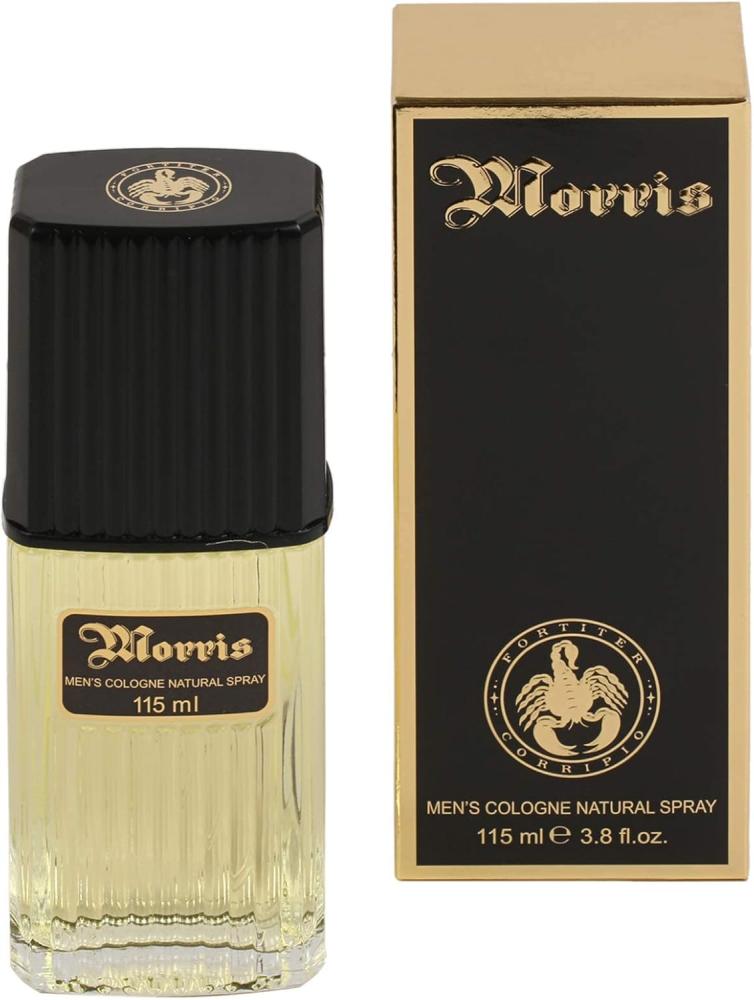 FORTITER
CORRIPIO
Morris
MEN'S COLOGNE NATURAL SPRAY
115 ml
Morris
FORTITER
CORRIPIO
MEN'S COLOGNE NATURAL SPRAY
115 ml ℮ 3.8 fl.oz.